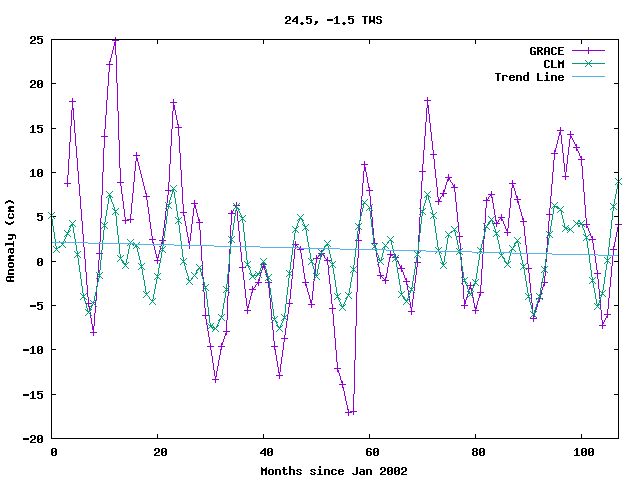 24.5, -1.5 TWS
GRACE
CLM
Trend Line
25
20
15
10
5
0
-5
-10
-15
-20
Anomaly (cm)
0 20 40 60 80 100
Months since Jan 2002